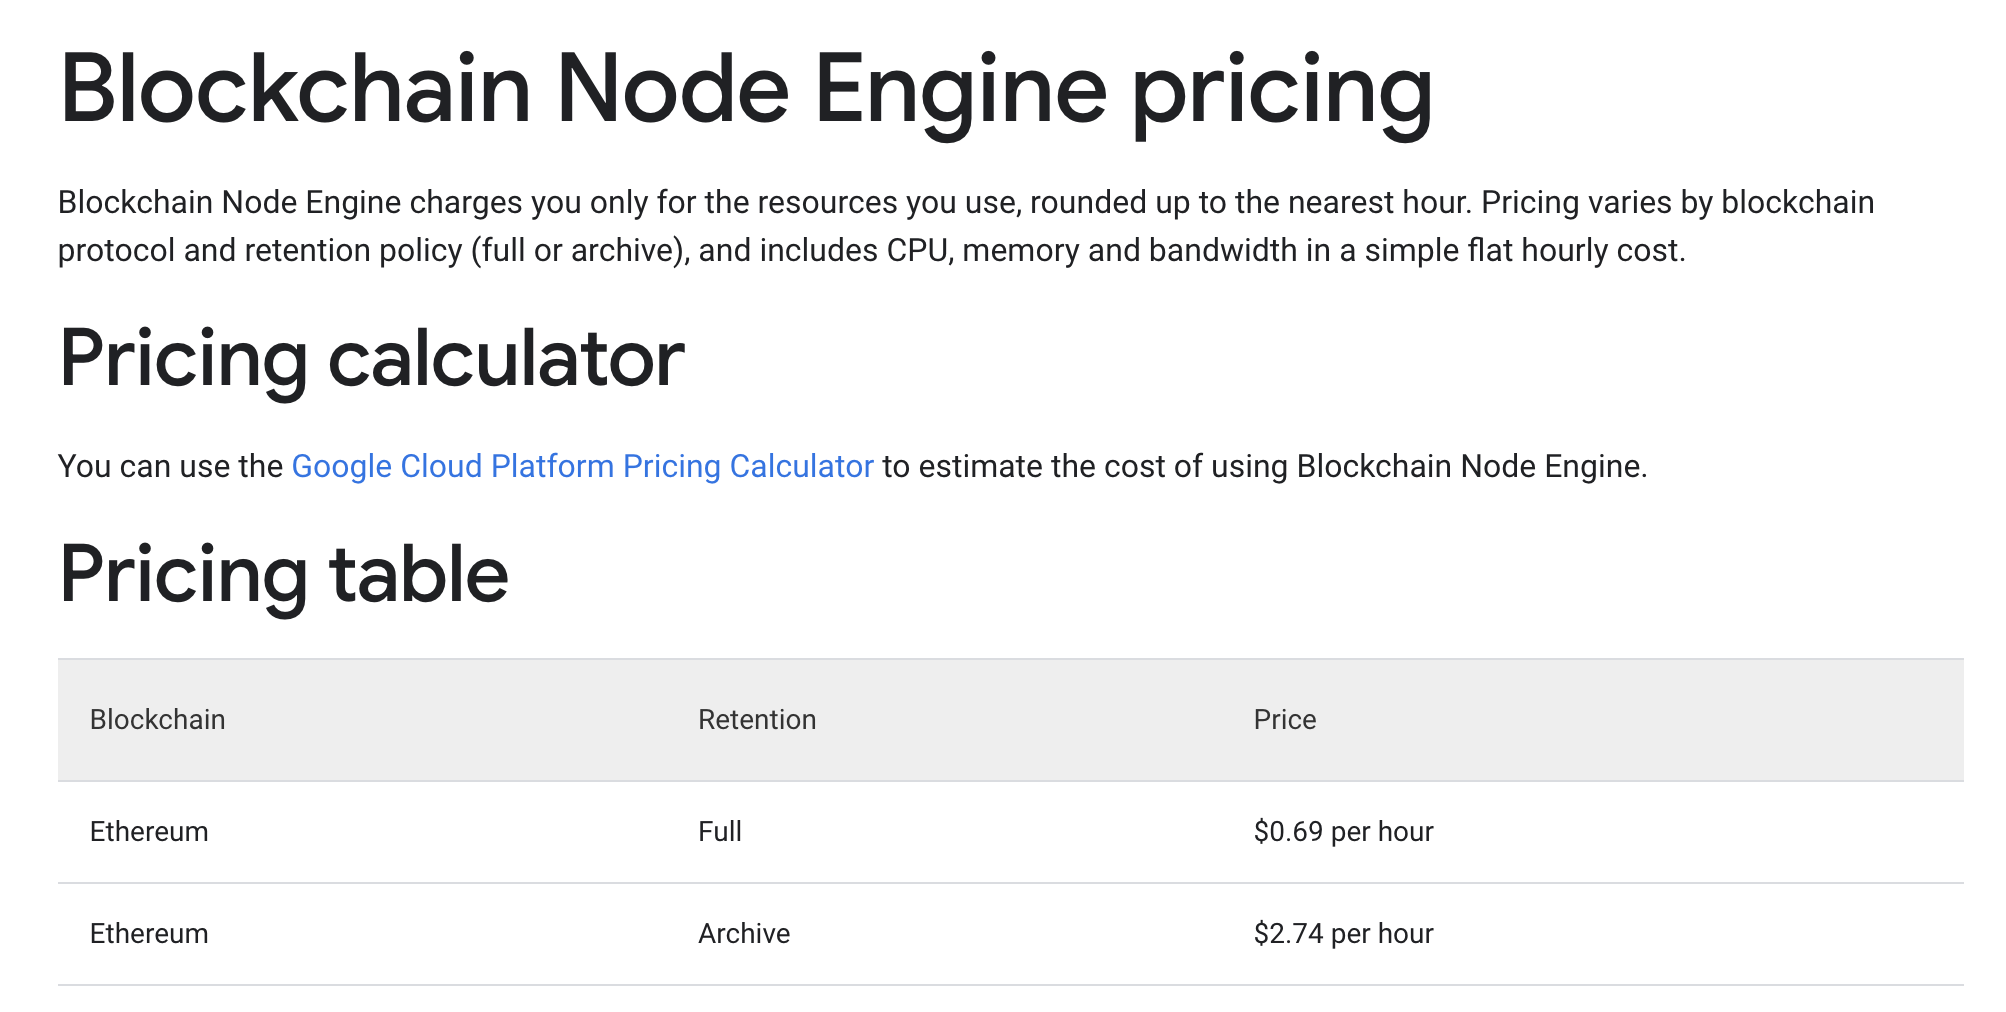 Blockchain Node Engine pricing
Blockchain Node Engine charges you only for the resources you use, rounded up to the nearest hour. Pricing varies by blockchain
protocol and retention policy (full or archive), and includes CPU, memory and bandwidth in a simple flat hourly cost.
Pricing calculator
You can use the Google Cloud Platform Pricing Calculator to estimate the cost of using Blockchain Node Engine.
Pricing table
Blockchain Retention Price
Ethereum Full $0.69 per hour
Ethereum Archive $2.74 per hour